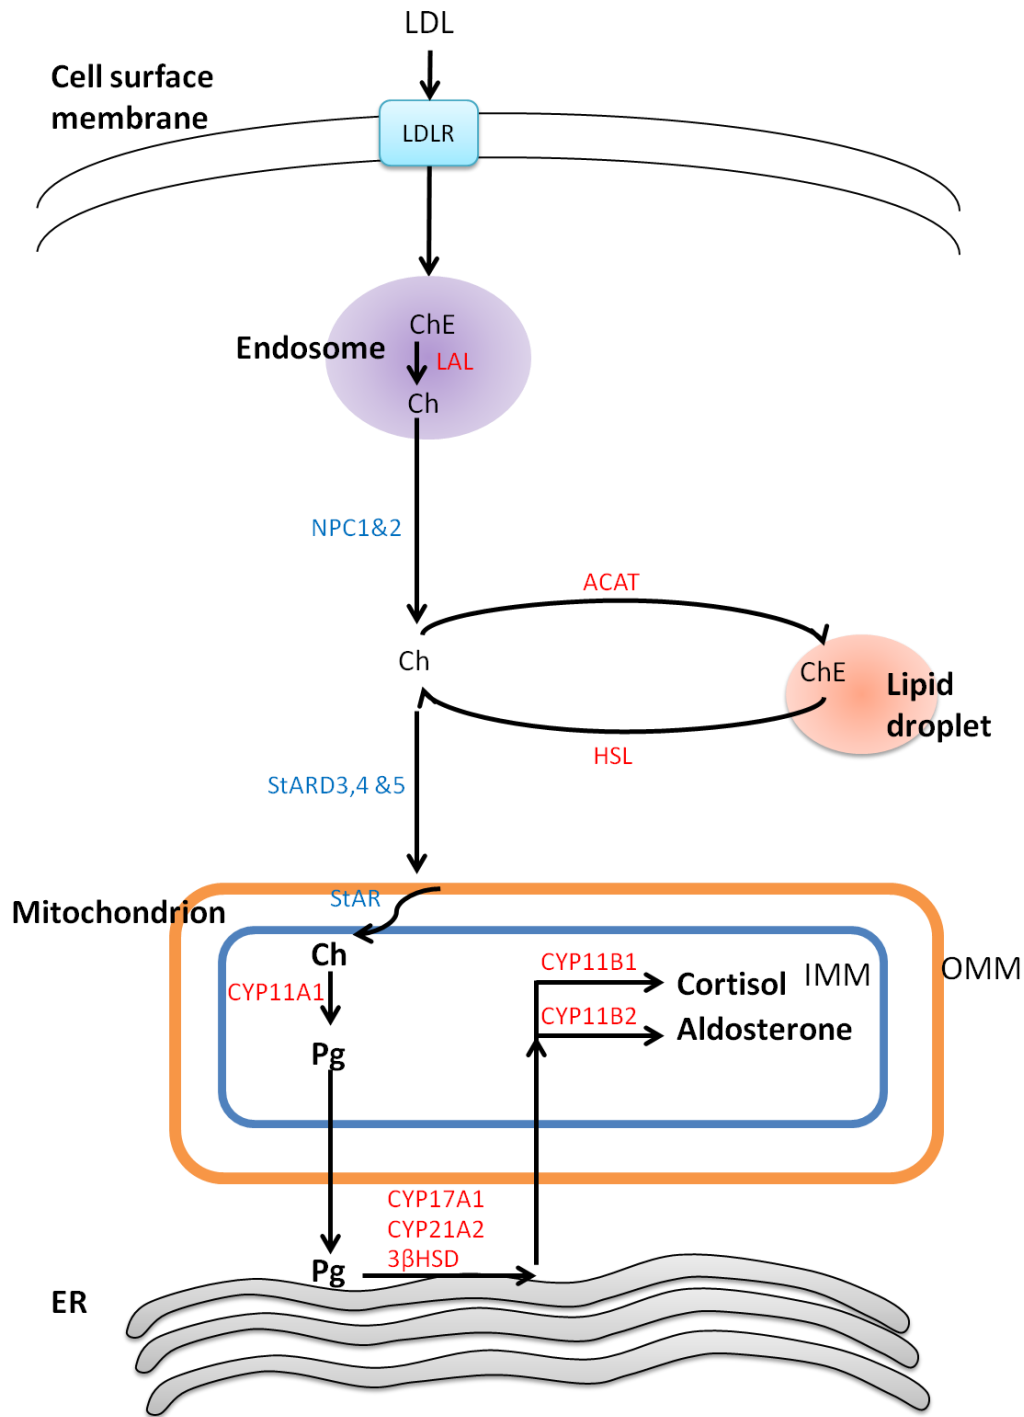 LDL
Cell surface
membrane
LDLR
ChE
Endosome
LAL
Ch
NPC1&2
ACAT
Ch
ChE
Lipid
droplet
HSL
StARD3,4 &5
StAR
Mitochondrion
Ch
CYP11B1
IMM
OMM
CYP11A1
Cortisol
CYP11B2
Aldosterone
Pg
CYP17A1
CYP21A2
3βHSD
Pg
ER